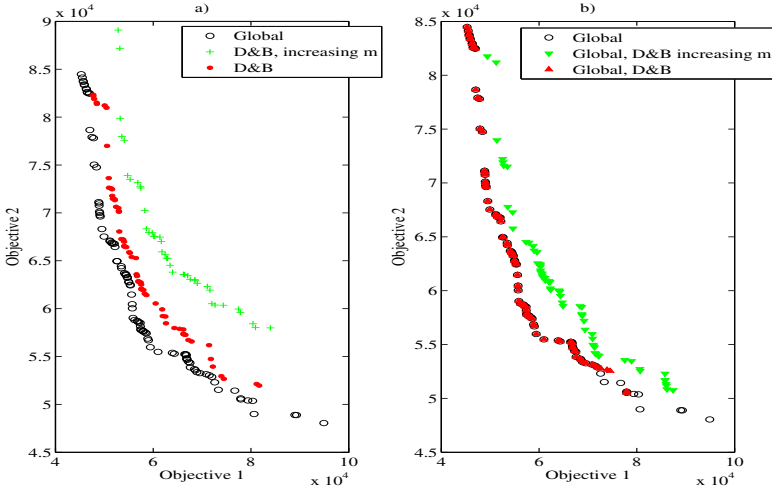 a)
x 10^4
Global
D&B, increasing m
D&B
9
8.5
8
7.5
7
6.5
6
5.5
5
4.5
Objective 2
4
6
8
10
Objective 1
x 10^4
b)
x 10^4
Global
Global, D&B increasing m
Global, D&B
8.5
8
7.5
7
6.5
6
5.5
5
4.5
Objective 2
4
6
8
10
Objective 1
x 10^4